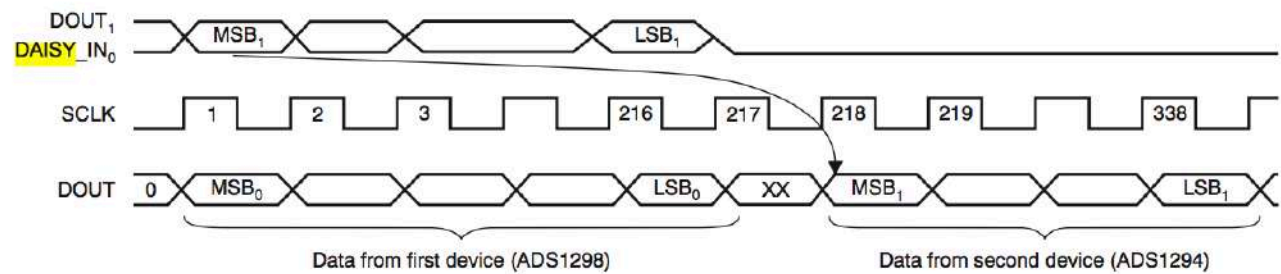 DOUT₁
MSB₁ LSB₁
DAISY_IN₀
SCLK 1 2 3 216 217 218 219 338
DOUT 0 MSB₀ LSB₀ XX MSB₁ LSB₁
Data from first device (ADS1298) Data from second device (ADS1294)